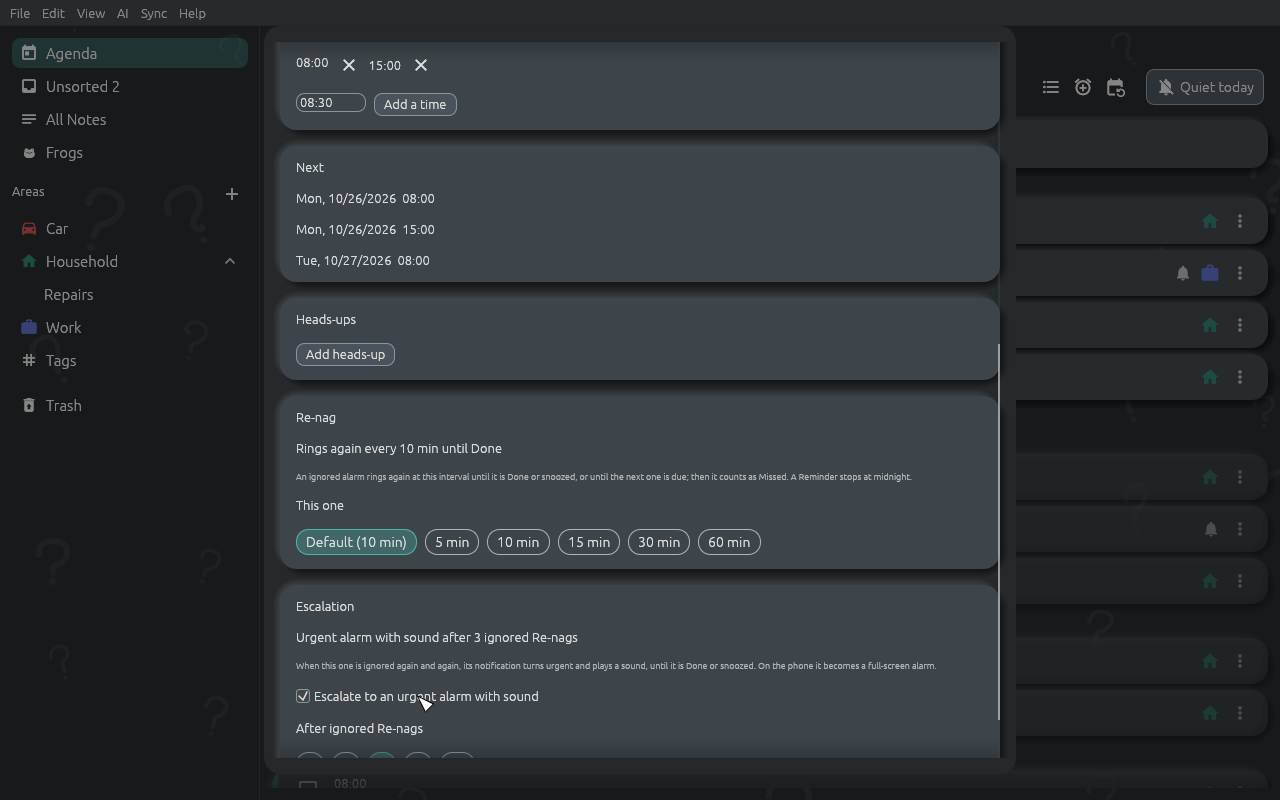 File Edit View AI Sync Help
Agenda
Unsorted 2
All Notes
Frogs
Areas
Car
Household
Repairs
Work
Tags
Trash
08:00 15:00
08:30 Add a time
Next
Mon, 10/26/2026 08:00
Mon, 10/26/2026 15:00
Tue, 10/27/2026 08:00
Heads-ups
Add heads-up
Re-nag
Rings again every 10 min until Done
An ignored alarm rings again at this interval until it is Done or snoozed, or until the next one is due; then it counts as Missed. A Reminder stops at midnight.
This one
Default (10 min) 5 min 10 min 15 min 30 min 60 min
Escalation
Urgent alarm with sound after 3 ignored Re-nags
When this one is ignored again and again, its notification turns urgent and plays a sound, until it is Done or snoozed. On the phone it becomes a full-screen alarm.
Escalate to an urgent alarm with sound
After ignored Re-nags
Quiet today
08:00